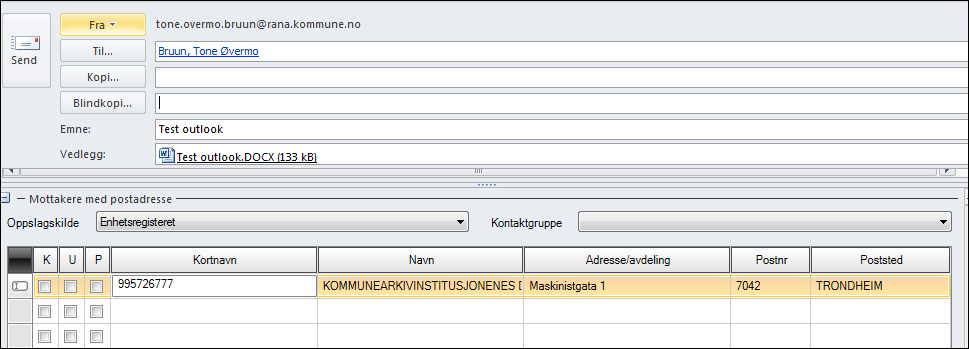 Fra tone.overmo.bruun@rana.kommune.no
Send
Til... Bruun, Tone Øvermo
Kopi...
Blindkopi...
Emne: Test outlook
Vedlegg: Test outlook.DOCX (133 kB)
Mottakere med postadresse
Oppslagskilde Enhetsregisteret Kontaktgruppe
K U P Kortnavn Navn Adresse/avdeling Postnr Poststed
995726777 KOMMUNEARKIVINSTITUSJONENES Maskinistgata 1 7042 TRONDHEIM